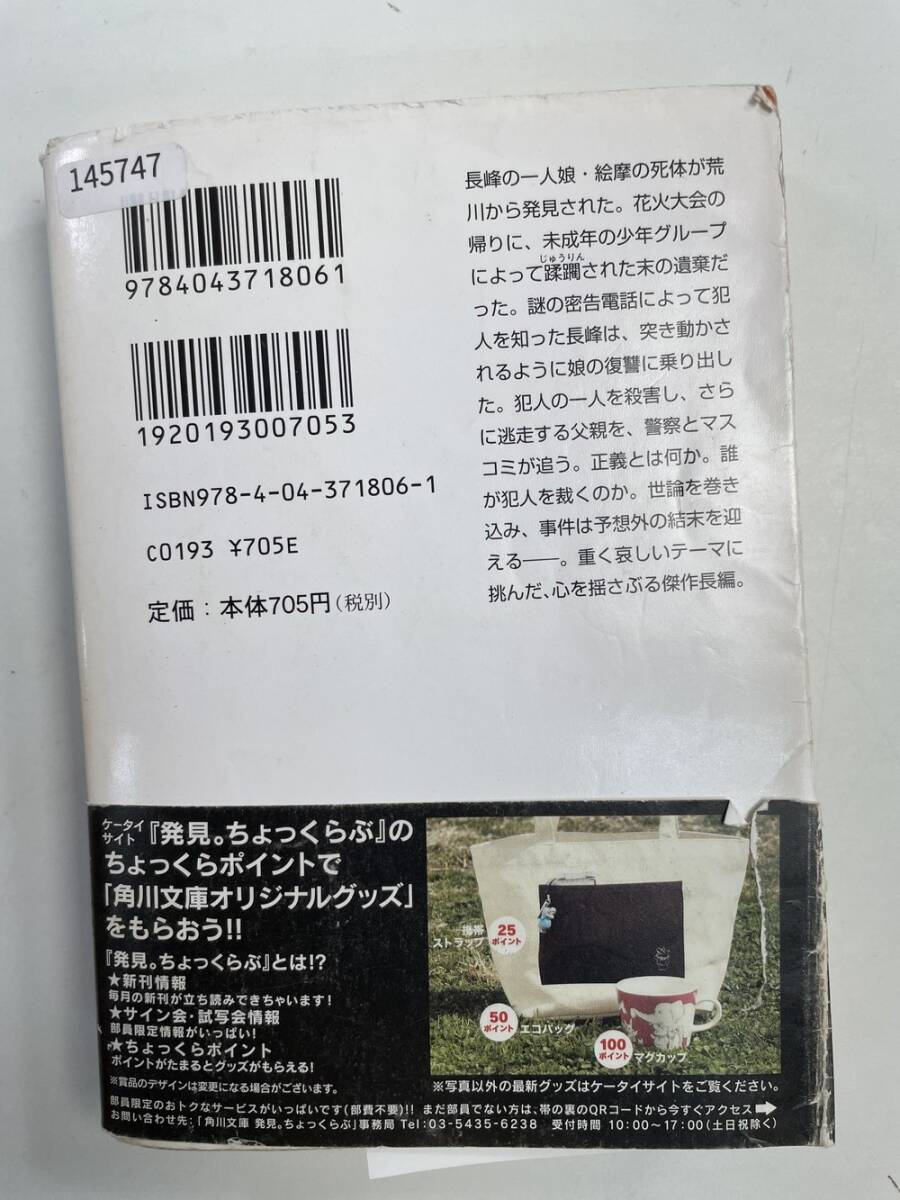 145747
9784043718061
1920193007053
ISBN978-4-04-371806-1
C0193 ¥705E
定価：本体705円(税別)
長峰の一人娘・絵摩の死体が荒
川から発見された。花火大会の
帰りに、未成年の少年グループ
じゅうりん
によって蹂躙された末の遺棄だ
った。謎の密告電話によって犯
人を知った長峰は、突き動かさ
れるように娘の復讐に乗り出し
た。犯人の一人を殺害し、さら
に逃走する父親を、警察とマス
コミが追う。正義とは何か。誰
が犯人を裁くのか。世論を巻き
込み、事件は予想外の結末を迎
える――。重く哀しいテーマに
挑んだ、心を揺さぶる傑作長編。
ケータイ
サイト『発見。ちょっくらぶ』の
ちょっくらポイントで
「角川文庫オリジナルグッズ」
をもらおう!!
『発見。ちょっくらぶ』とは!?
★新刊情報
毎月の新刊が立ち読みできちゃいます！
★サイン会・試写会情報
部員限定情報がいっぱい！
★ちょっくらポイント
ポイントがたまるとグッズがもらえる！
※賞品のデザインは変更になる場合がございます。
携帯
ストラップ
25
ポイント
50
ポイント
エコバッグ
100
ポイント
マグカップ
※写真以外の最新グッズはケータイサイトをご覧ください。
部員限定のおトクなサービスがいっぱいです(部費不要)!! まだ部員でない方は、帯の裏のQRコードから今すぐアクセス➡
お問い合わせ先：「角川文庫 発見。ちょっくらぶ」事務局 TEL：03-5435-6238 受付時間 10:00〜17:00(土日祝除く)